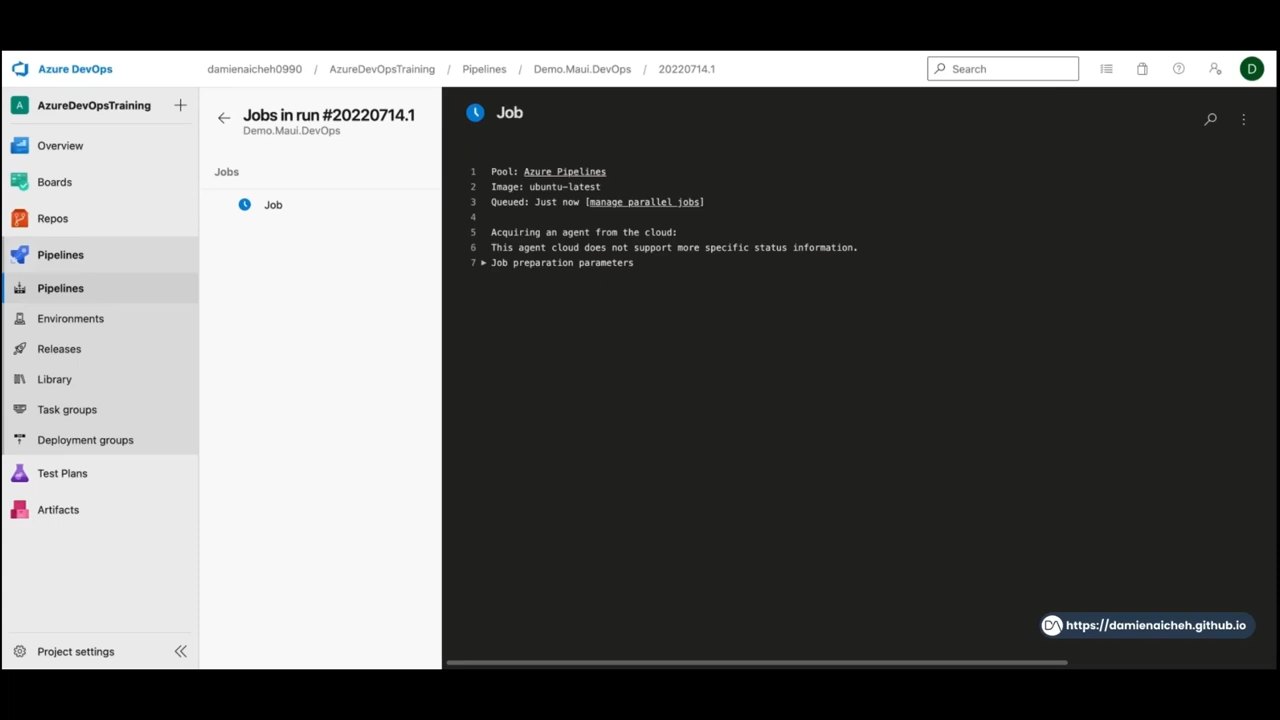 Azure DevOps
damienaicheh0990 / AzureDevOpsTraining / Pipelines / Demo.Maui.DevOps / 20220714.1
Search
D
A AzureDevOpsTraining
Overview
Boards
Repos
Pipelines
Pipelines
Environments
Releases
Library
Task groups
Deployment groups
Test Plans
Artifacts
Project settings
Jobs in run #20220714.1
Demo.Maui.DevOps
Jobs
Job
Job
1 Pool: Azure Pipelines
2 Image: ubuntu-latest
3 Queued: Just now [manage parallel jobs]
4
5 Acquiring an agent from the cloud:
6 This agent cloud does not support more specific status information.
7 Job preparation parameters
DA https://damienaicheh.github.io